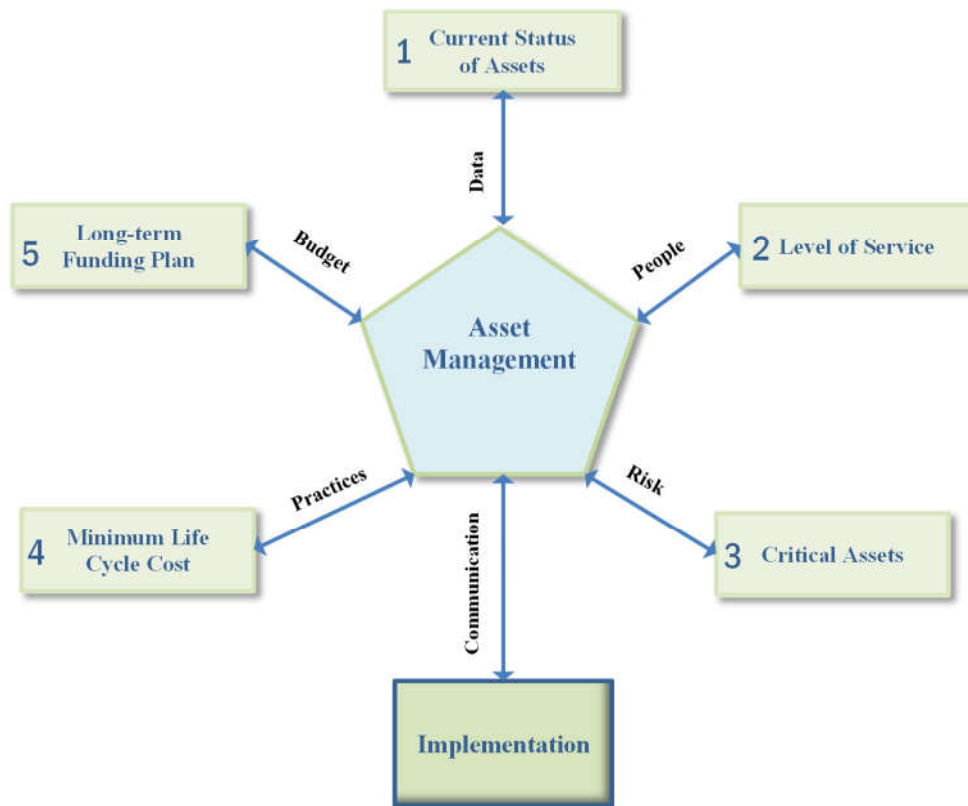 1 Current Status
of Assets
Data
5 Long-term
Funding Plan
Budget
People
2 Level of Service
Asset
Management
4 Minimum Life
Cycle Cost
Practices
Risk
3 Critical Assets
Communication
Implementation